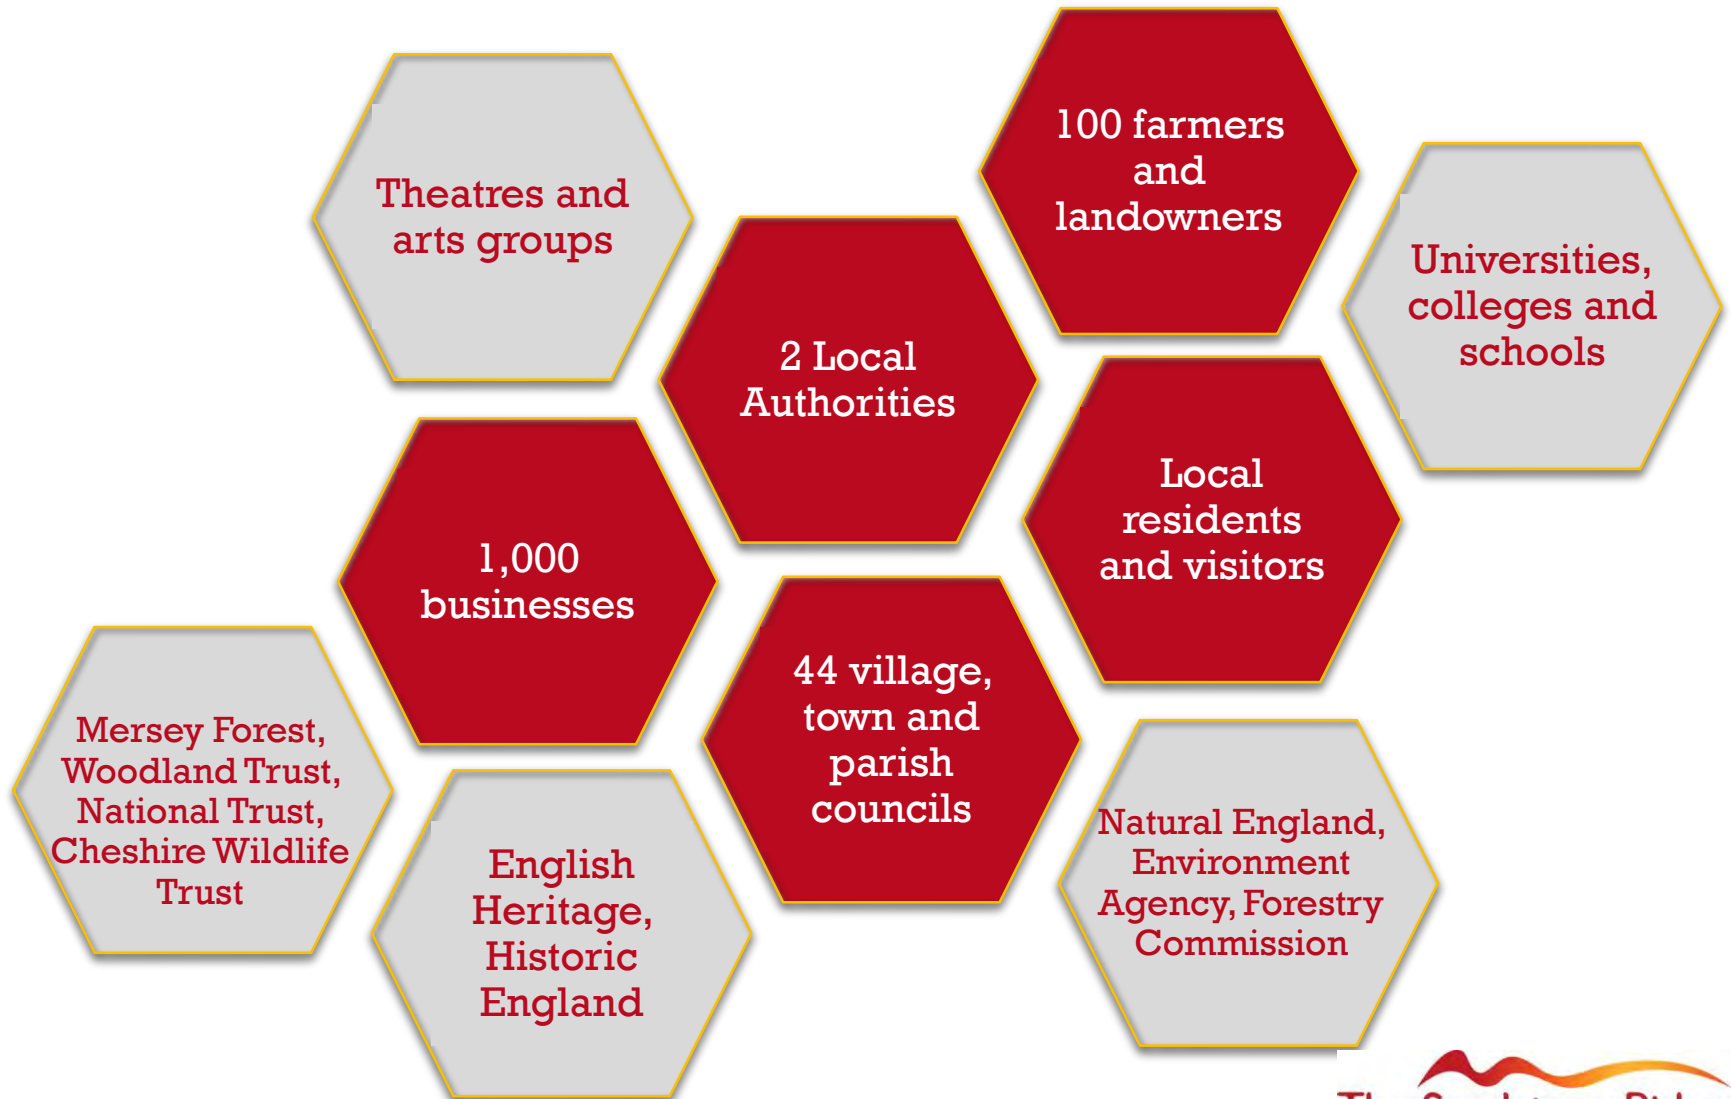 100 farmers
and
landowners
Theatres and
arts groups
Universities,
colleges and
schools
2 Local
Authorities
Local
residents
and visitors
1,000
businesses
44 village,
town and
parish
councils
Mersey Forest,
Woodland Trust,
National Trust,
Cheshire Wildlife
Trust
Natural England,
Environment
Agency, Forestry
Commission
English
Heritage,
Historic
England